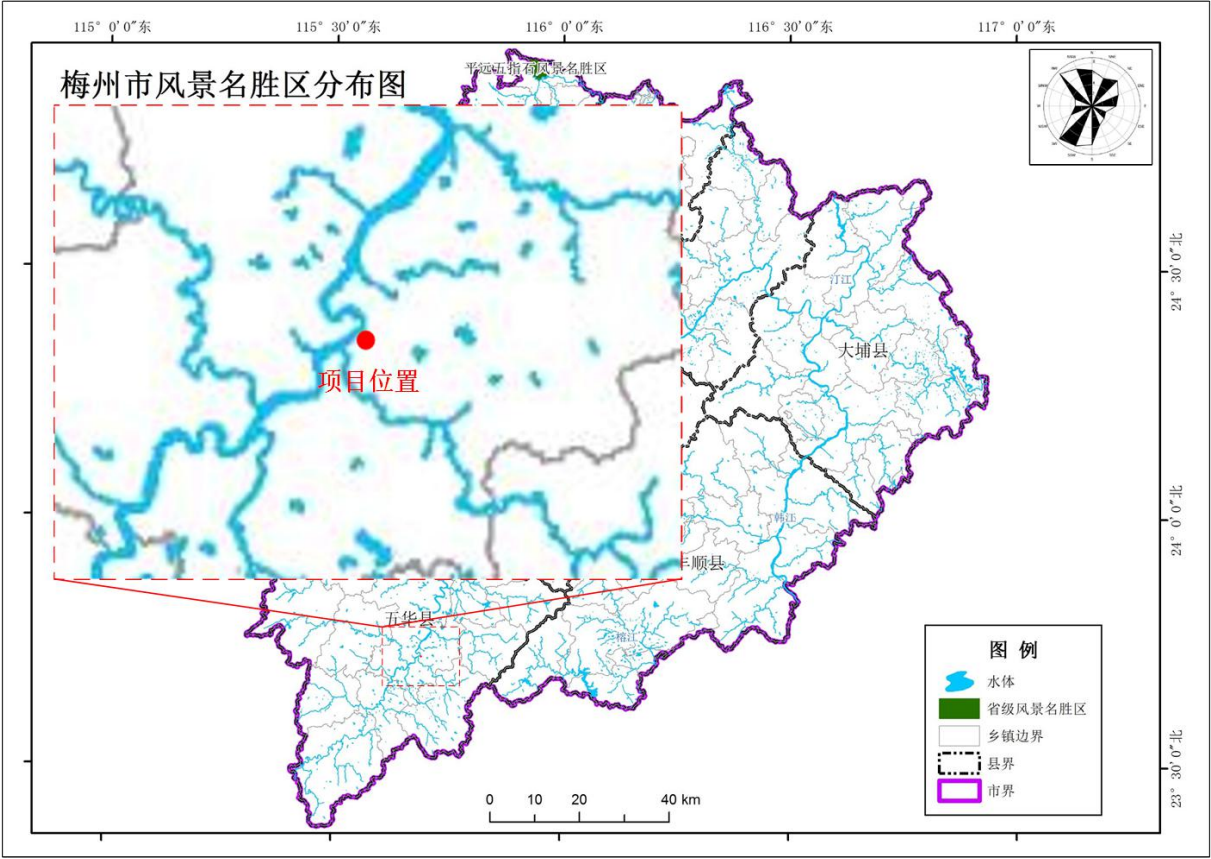 115° 0′0″东
115° 30′0″东
116° 0′0″东
116° 30′0″东
117° 0′0″东
梅州市风景名胜区分布图
平远五指石风景名胜区
24° 30′0″北
汀江
大埔县
项目位置
24° 0′0″北
韩江
丰顺县
五华县
榕江
图 例
水体
省级风景名胜区
乡镇边界
县界
市界
23° 30′0″北
0 10 20 40 km